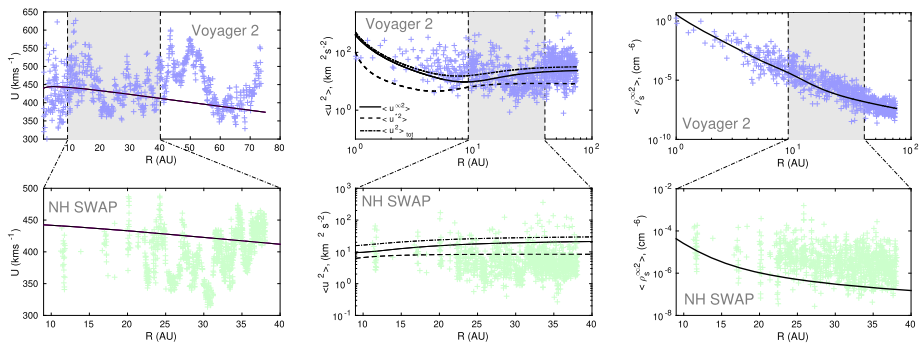 Voyager 2
U (kms⁻¹)
650
600
550
500
450
400
350
300
0 10 20 30 40 50 60 70 80
R (AU)
Voyager 2
<u²>, (km² s⁻²)
10²
10⁰
<u^∞2>
<u*²>
<u²>tot
10⁰ 10¹ 10²
R (AU)
Voyager 2
<ρs^∞2>, (cm⁻⁶)
10⁰
10⁻⁵
10⁻¹⁰
10⁰ 10¹ 10²
R (AU)
NH SWAP
U (kms⁻¹)
500
450
400
350
300
10 15 20 25 30 35 40
R (AU)
NH SWAP
<u²>, (km² s⁻²)
10³
10²
10¹
10⁰
10⁻¹
10 15 20 25 30 35 40
R (AU)
NH SWAP
<ρs^∞2>, (cm⁻⁶)
10⁻²
10⁻⁴
10⁻⁶
10⁻⁸
10 15 20 25 30 35 40
R (AU)